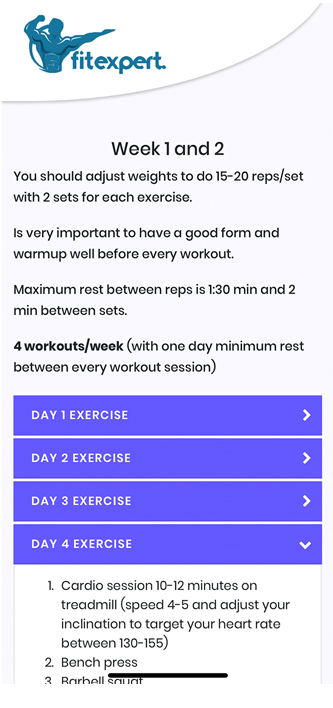 fitexpert.
Week 1 and 2
You should adjust weights to do 15-20 reps/set
with 2 sets for each exercise.
Is very important to have a good form and
warmup well before every workout.
Maximum rest between reps is 1:30 min and 2
min between sets.
4 workouts/week (with one day minimum rest
between every workout session)
DAY 1 EXERCISE
DAY 2 EXERCISE
DAY 3 EXERCISE
DAY 4 EXERCISE
1. Cardio session 10-12 minutes on
treadmill (speed 4-5 and adjust your
inclination to target your heart rate
between 130-155)
2. Bench press
3. Barbell squat